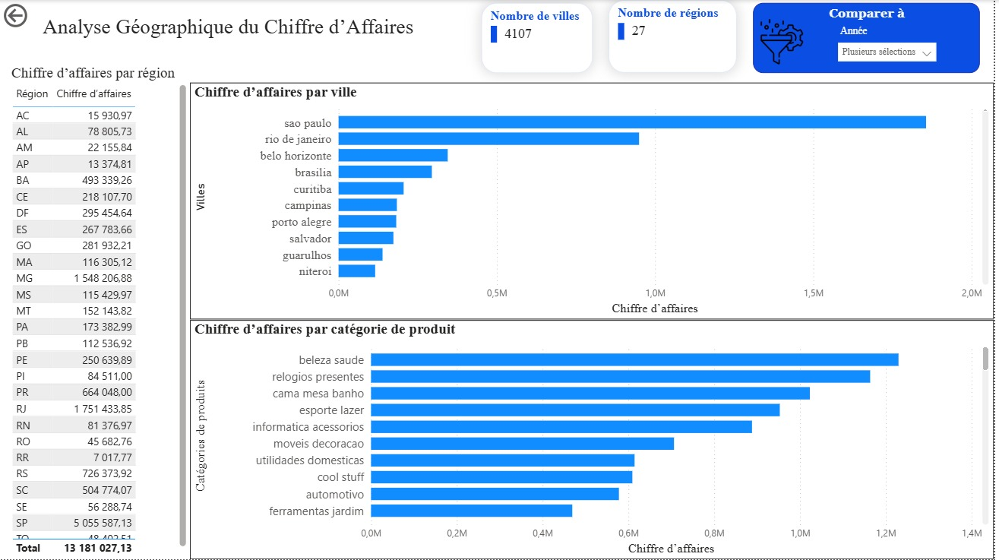 Analyse Géographique du Chiffre d’Affaires
Nombre de villes
4107
Nombre de régions
27
Comparer à
Année
Plusieurs sélections
Chiffre d’affaires par région
Région Chiffre d’affaires
AC 15 930,97
AL 78 805,73
AM 22 155,84
AP 13 374,81
BA 493 339,26
CE 218 107,70
DF 295 454,64
ES 267 783,66
GO 281 932,21
MA 116 305,12
MG 1 548 206,88
MS 115 429,97
MT 152 143,82
PA 173 382,99
PB 112 536,92
PE 250 639,89
PI 84 511,00
PR 664 048,00
RJ 1 751 433,85
RN 81 376,97
RO 45 682,76
RR 7 017,77
RS 726 373,92
SC 504 774,07
SE 56 288,74
SP 5 055 587,13
TO 48 402,51
Total 13 181 027,13
Chiffre d’affaires par ville
Villes
sao paulo
rio de janeiro
belo horizonte
brasilia
curitiba
campinas
porto alegre
salvador
guarulhos
niteroi
0,0M 0,5M 1,0M 1,5M 2,0M
Chiffre d’affaires
Chiffre d’affaires par catégorie de produit
Catégories de produits
beleza saude
relogios presentes
cama mesa banho
esporte lazer
informatica acessorios
moveis decoracao
utilidades domesticas
cool stuff
automotivo
ferramentas jardim
0,0M 0,2M 0,4M 0,6M 0,8M 1,0M 1,2M 1,4M
Chiffre d’affaires